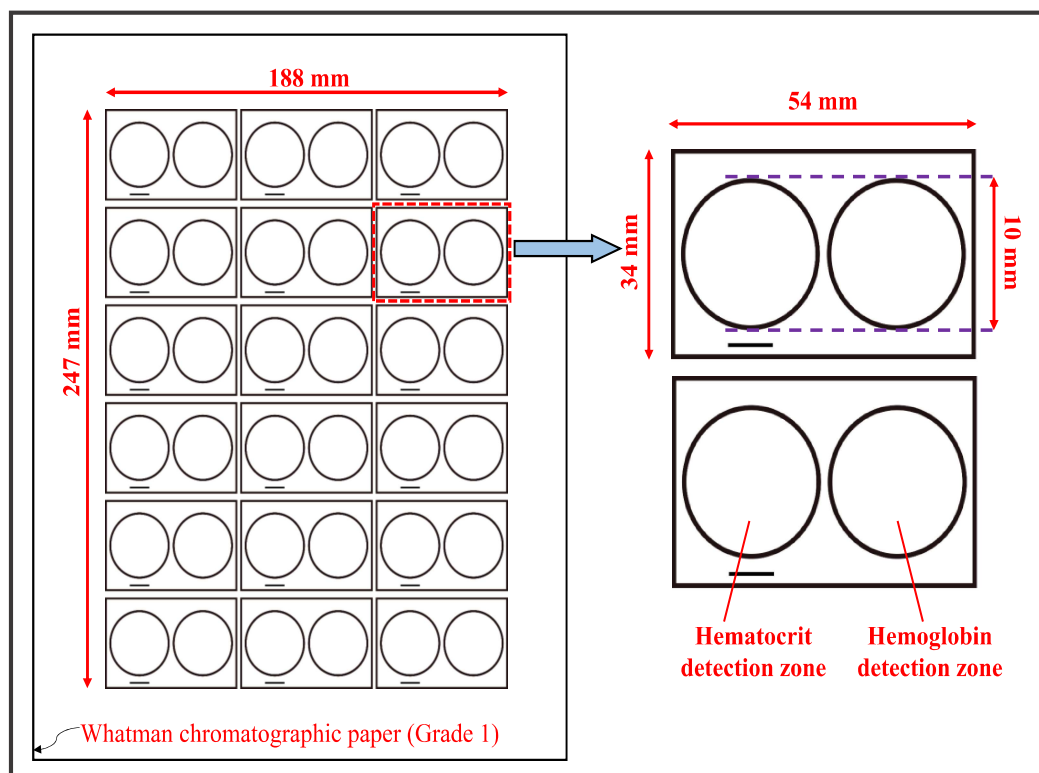 188 mm
247 mm
54 mm
34 mm
10 mm
Hematocrit
detection zone
Hemoglobin
detection zone
Whatman chromatographic paper (Grade 1)